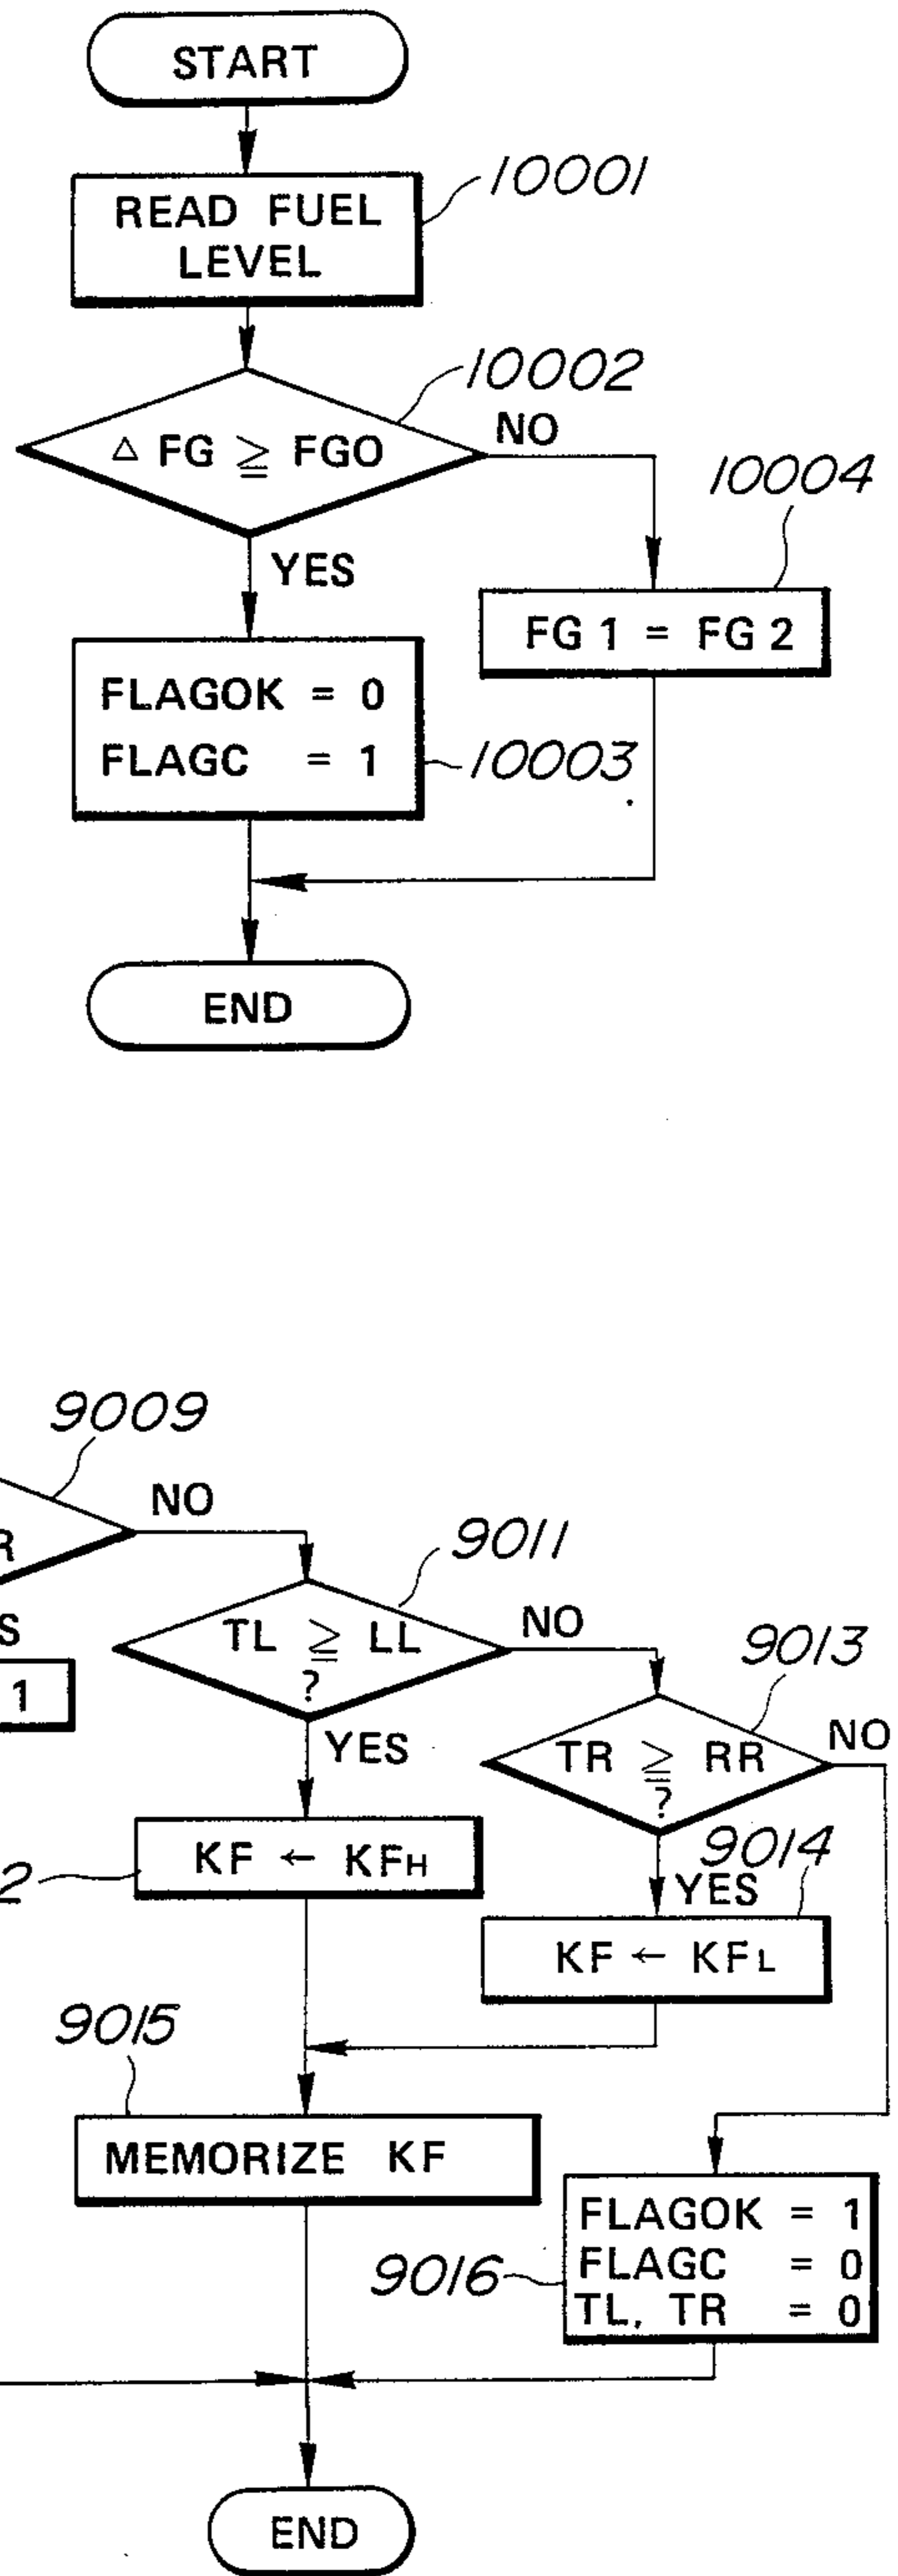 START
10001
READ FUEL
LEVEL
10002
△ FG ≧ FGO
NO
10004
YES
FG 1 = FG 2
FLAGOK = 0
FLAGC = 1
10003
END
9009
NO
R
9011
S
TL ≧ LL
?
NO
9013
1
YES
TR ≧ RR
?
NO
9014
2
KF ← KFH
YES
KF ← KFL
9015
MEMORIZE KF
FLAGOK = 1
FLAGC = 0
TL, TR = 0
9016
END